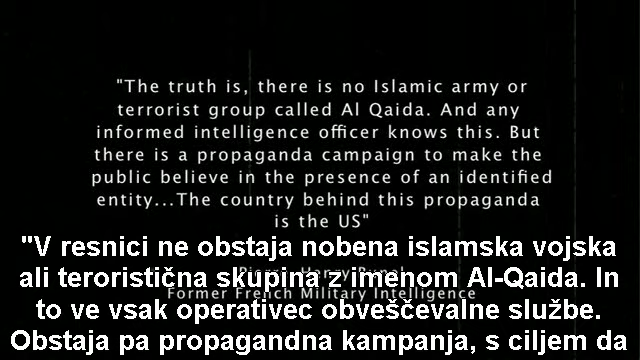 "The truth is, there is no Islamic army or
terrorist group called Al Qaida. And any
informed intelligence officer knows this. But
there is a propaganda campaign to make the
public believe in the presence of an identified
entity...The country behind this propaganda
is the US"
"V resnici ne obstaja nobena islamska vojska
ali teroristična skupina z imenom Al-Qaida. In
Former French Military Intelligence
to ve vsak operativec obveščevalne službe.
Obstaja pa propagandna kampanja, s ciljem da